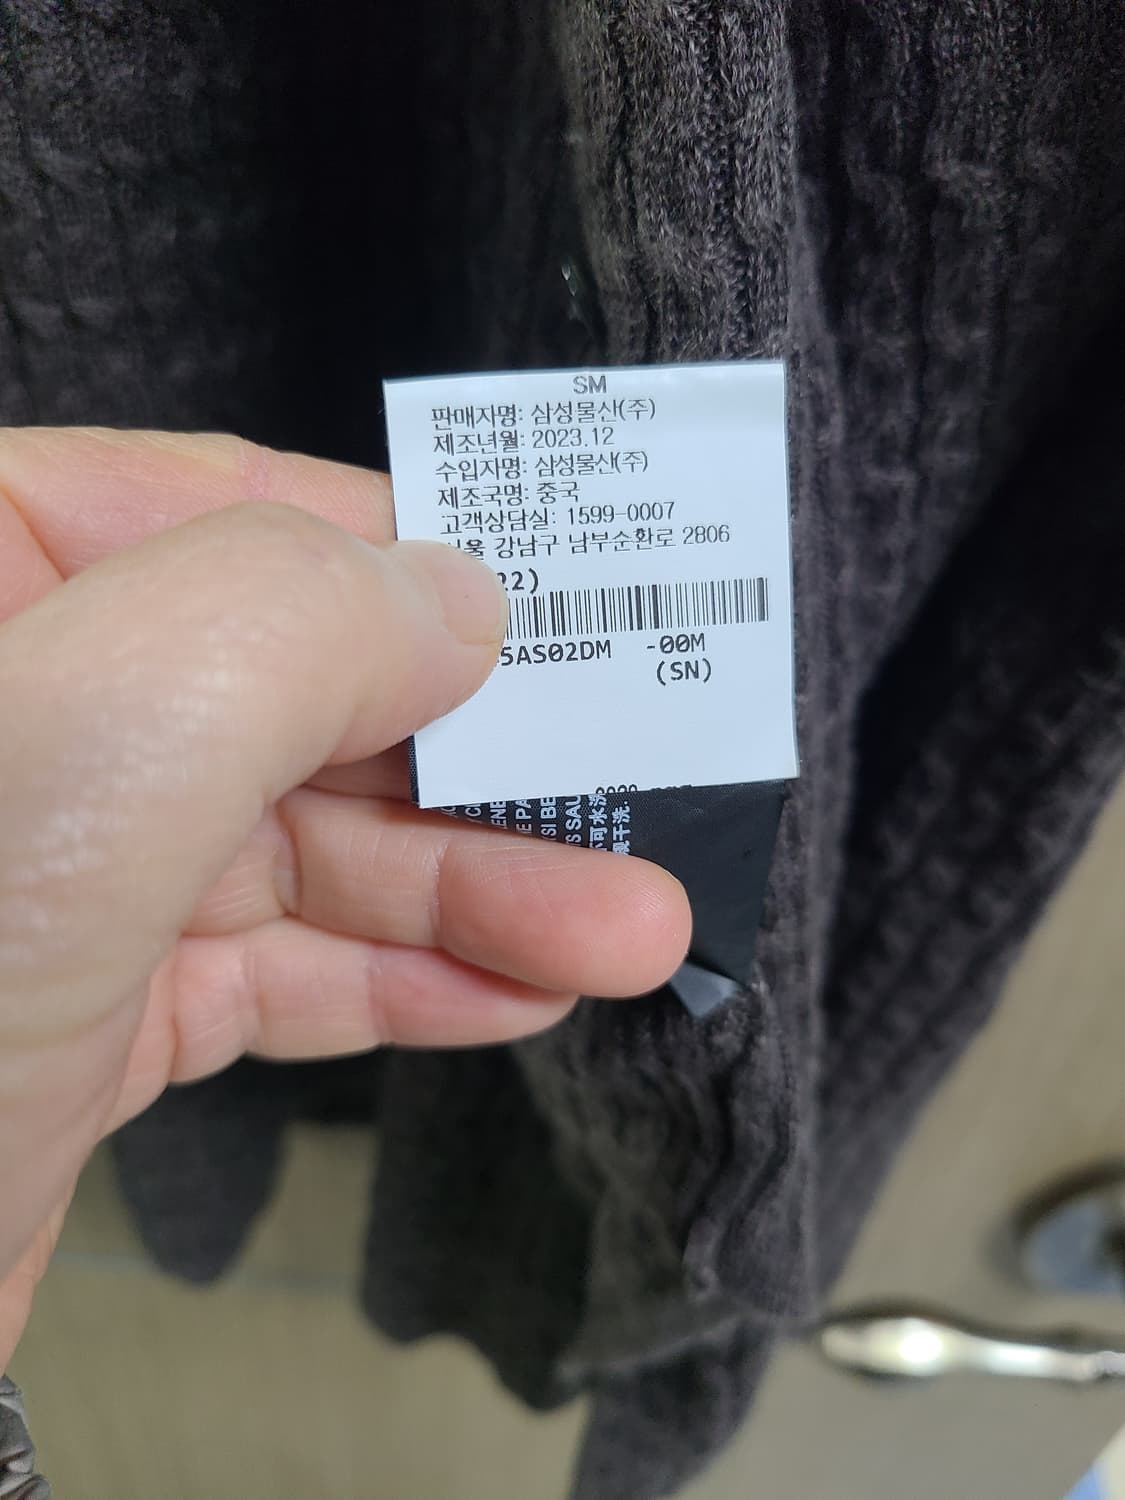 SM
판매자명: 삼성물산(주)
제조년월: 2023.12
수입자명: 삼성물산(주)
제조국명: 중국
고객상담실: 1599-0007
강남구 남부순환로 2806
22)
5AS02DM -00M
(SN)